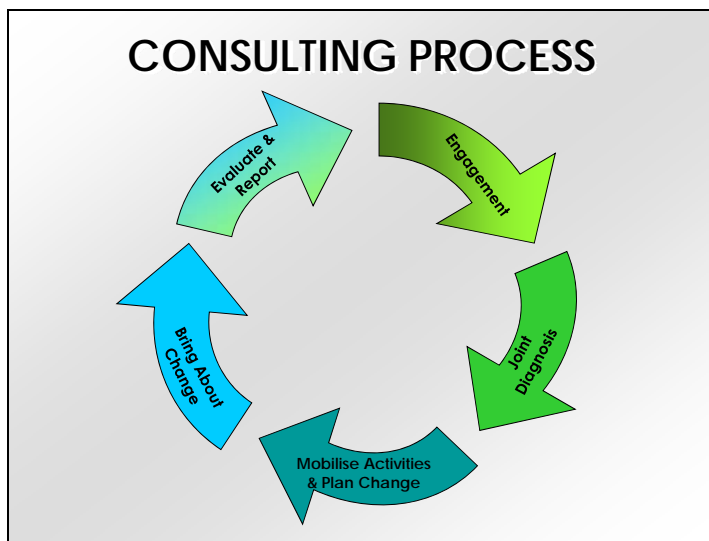 CONSULTING PROCESS
Engagement
Joint
Diagnosis
Mobilise Activities
& Plan Change
Bring About
Change
Evaluate &
Report